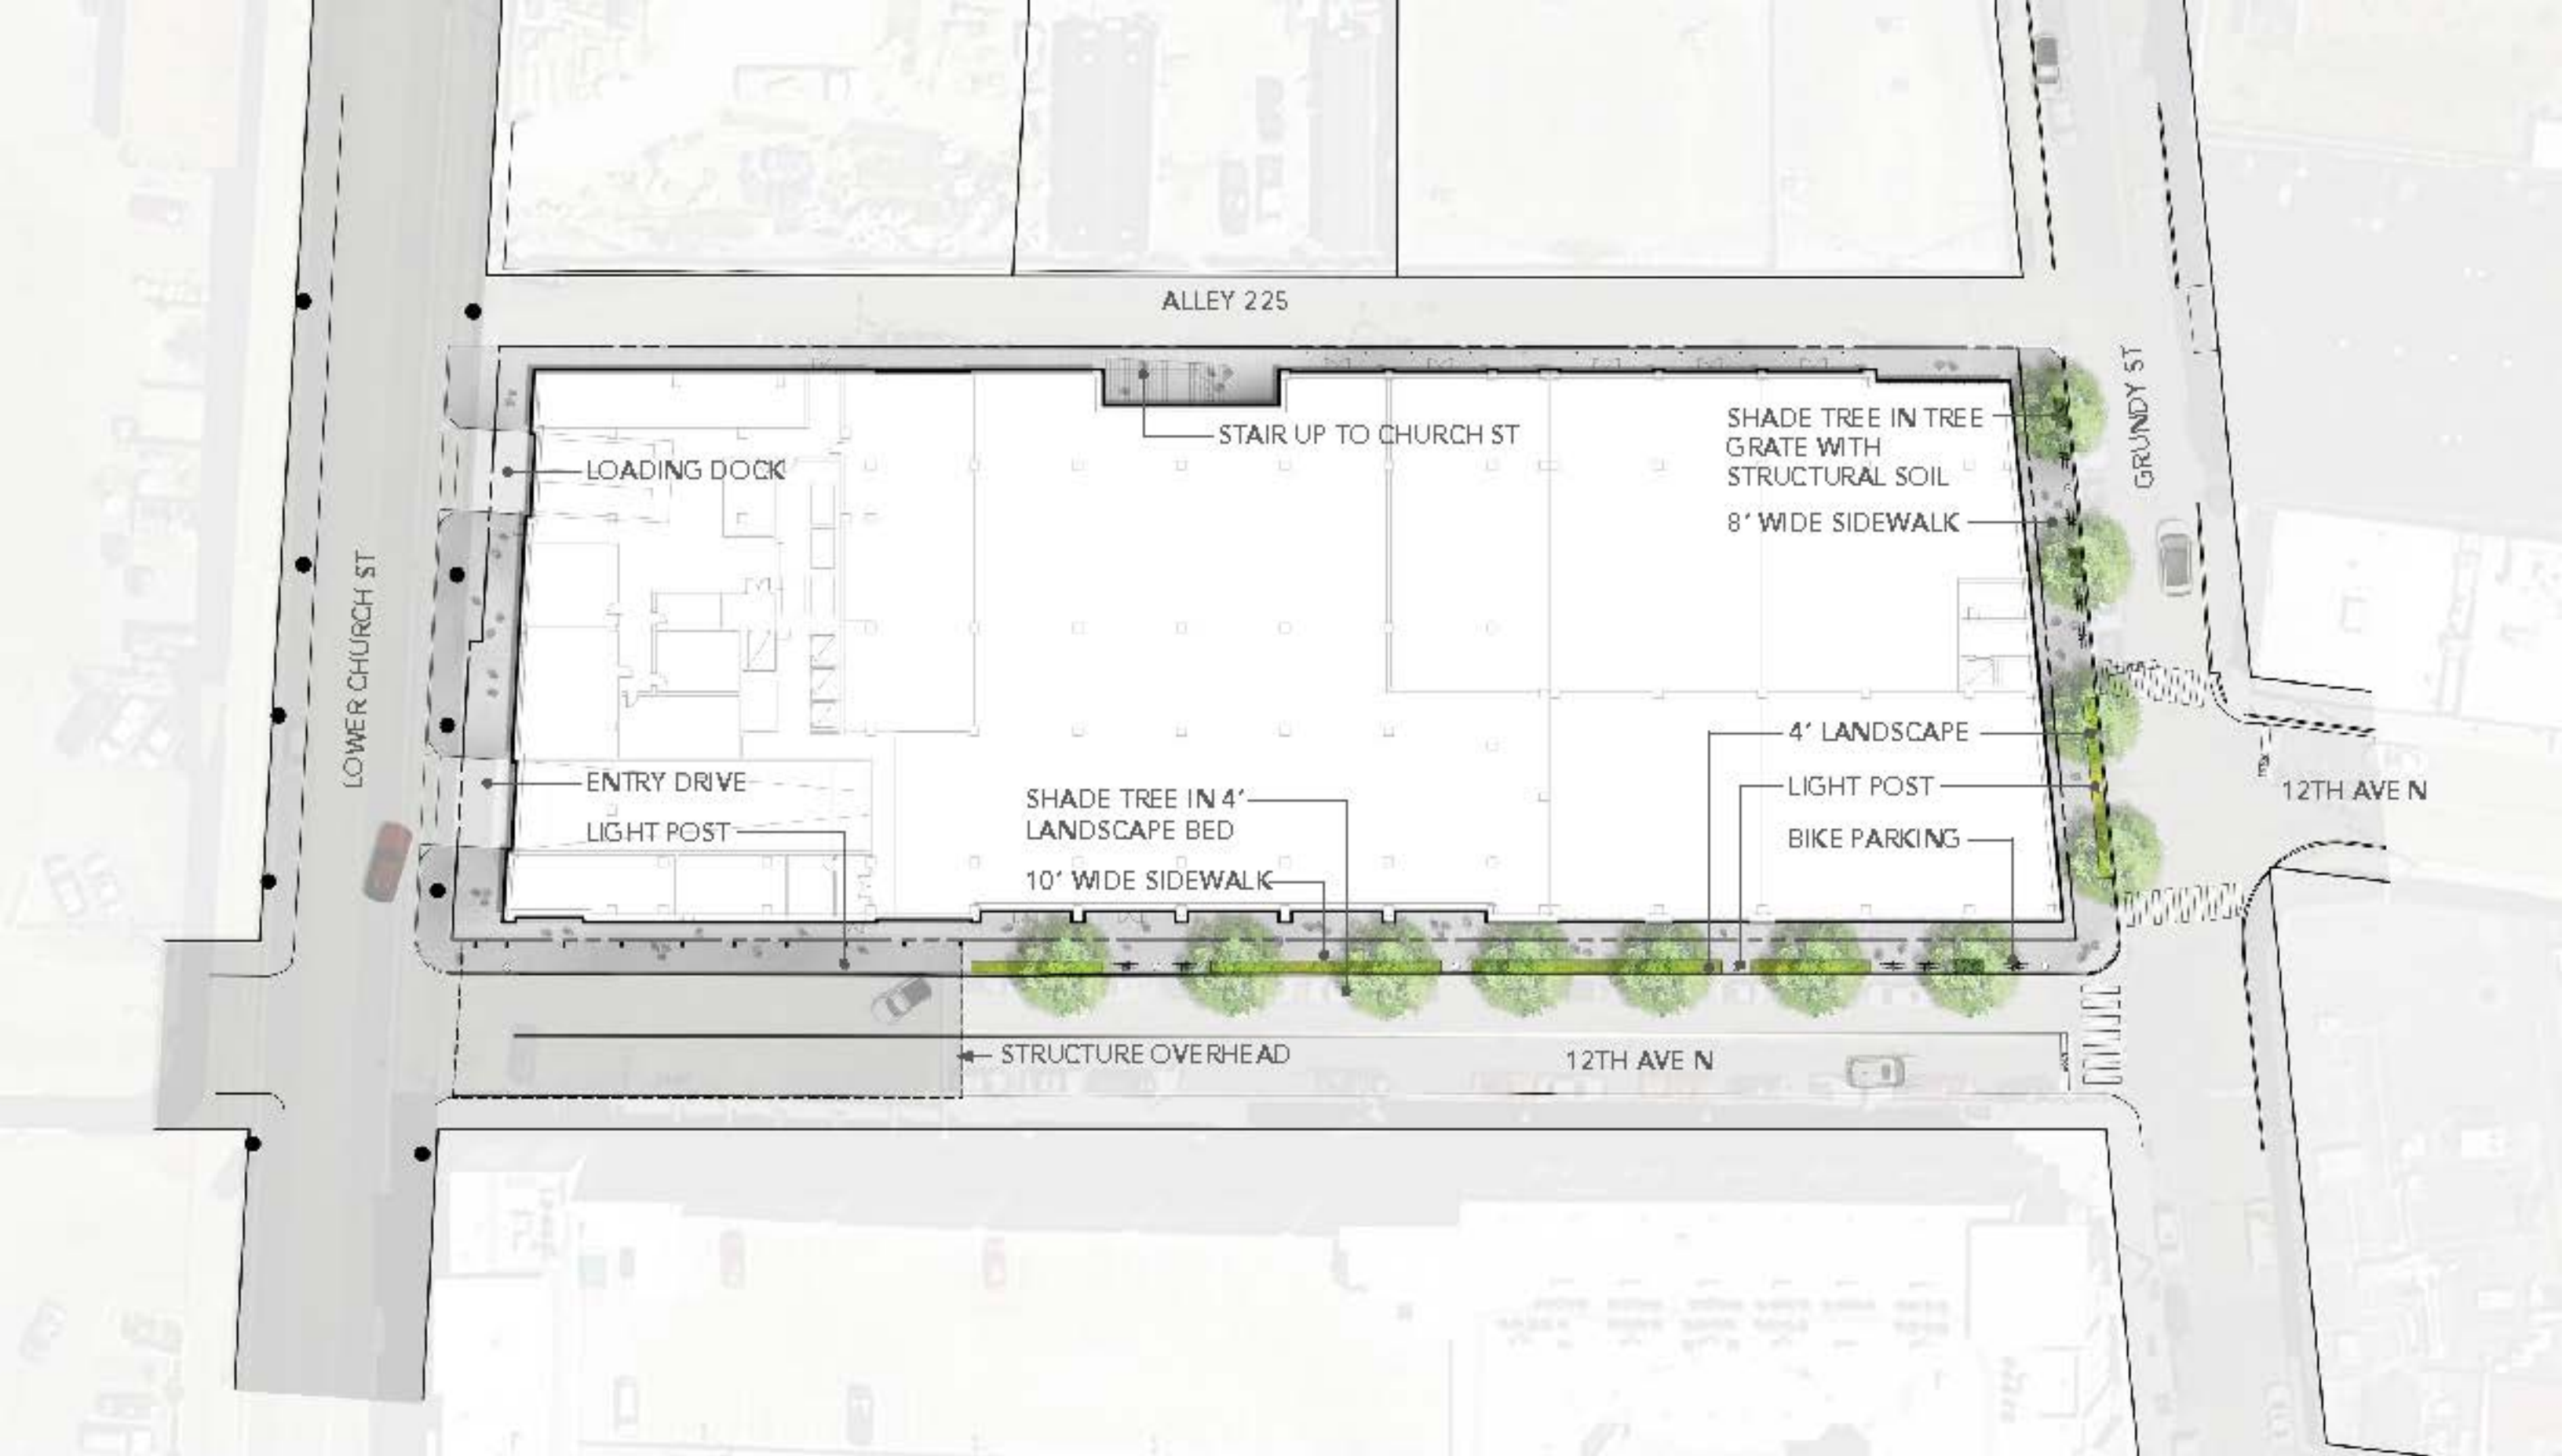 ALLEY 225
STAIR UP TO CHURCH ST
LOADING DOCK
SHADE TREE IN TREE
GRATE WITH
STRUCTURAL SOIL
8' WIDE SIDEWALK
GRUNDY ST
LOWER CHURCH ST
ENTRY DRIVE
LIGHT POST
SHADE TREE IN 4'
LANDSCAPE BED
10' WIDE SIDEWALK
4' LANDSCAPE
LIGHT POST
BIKE PARKING
12TH AVE N
STRUCTURE OVERHEAD
12TH AVE N